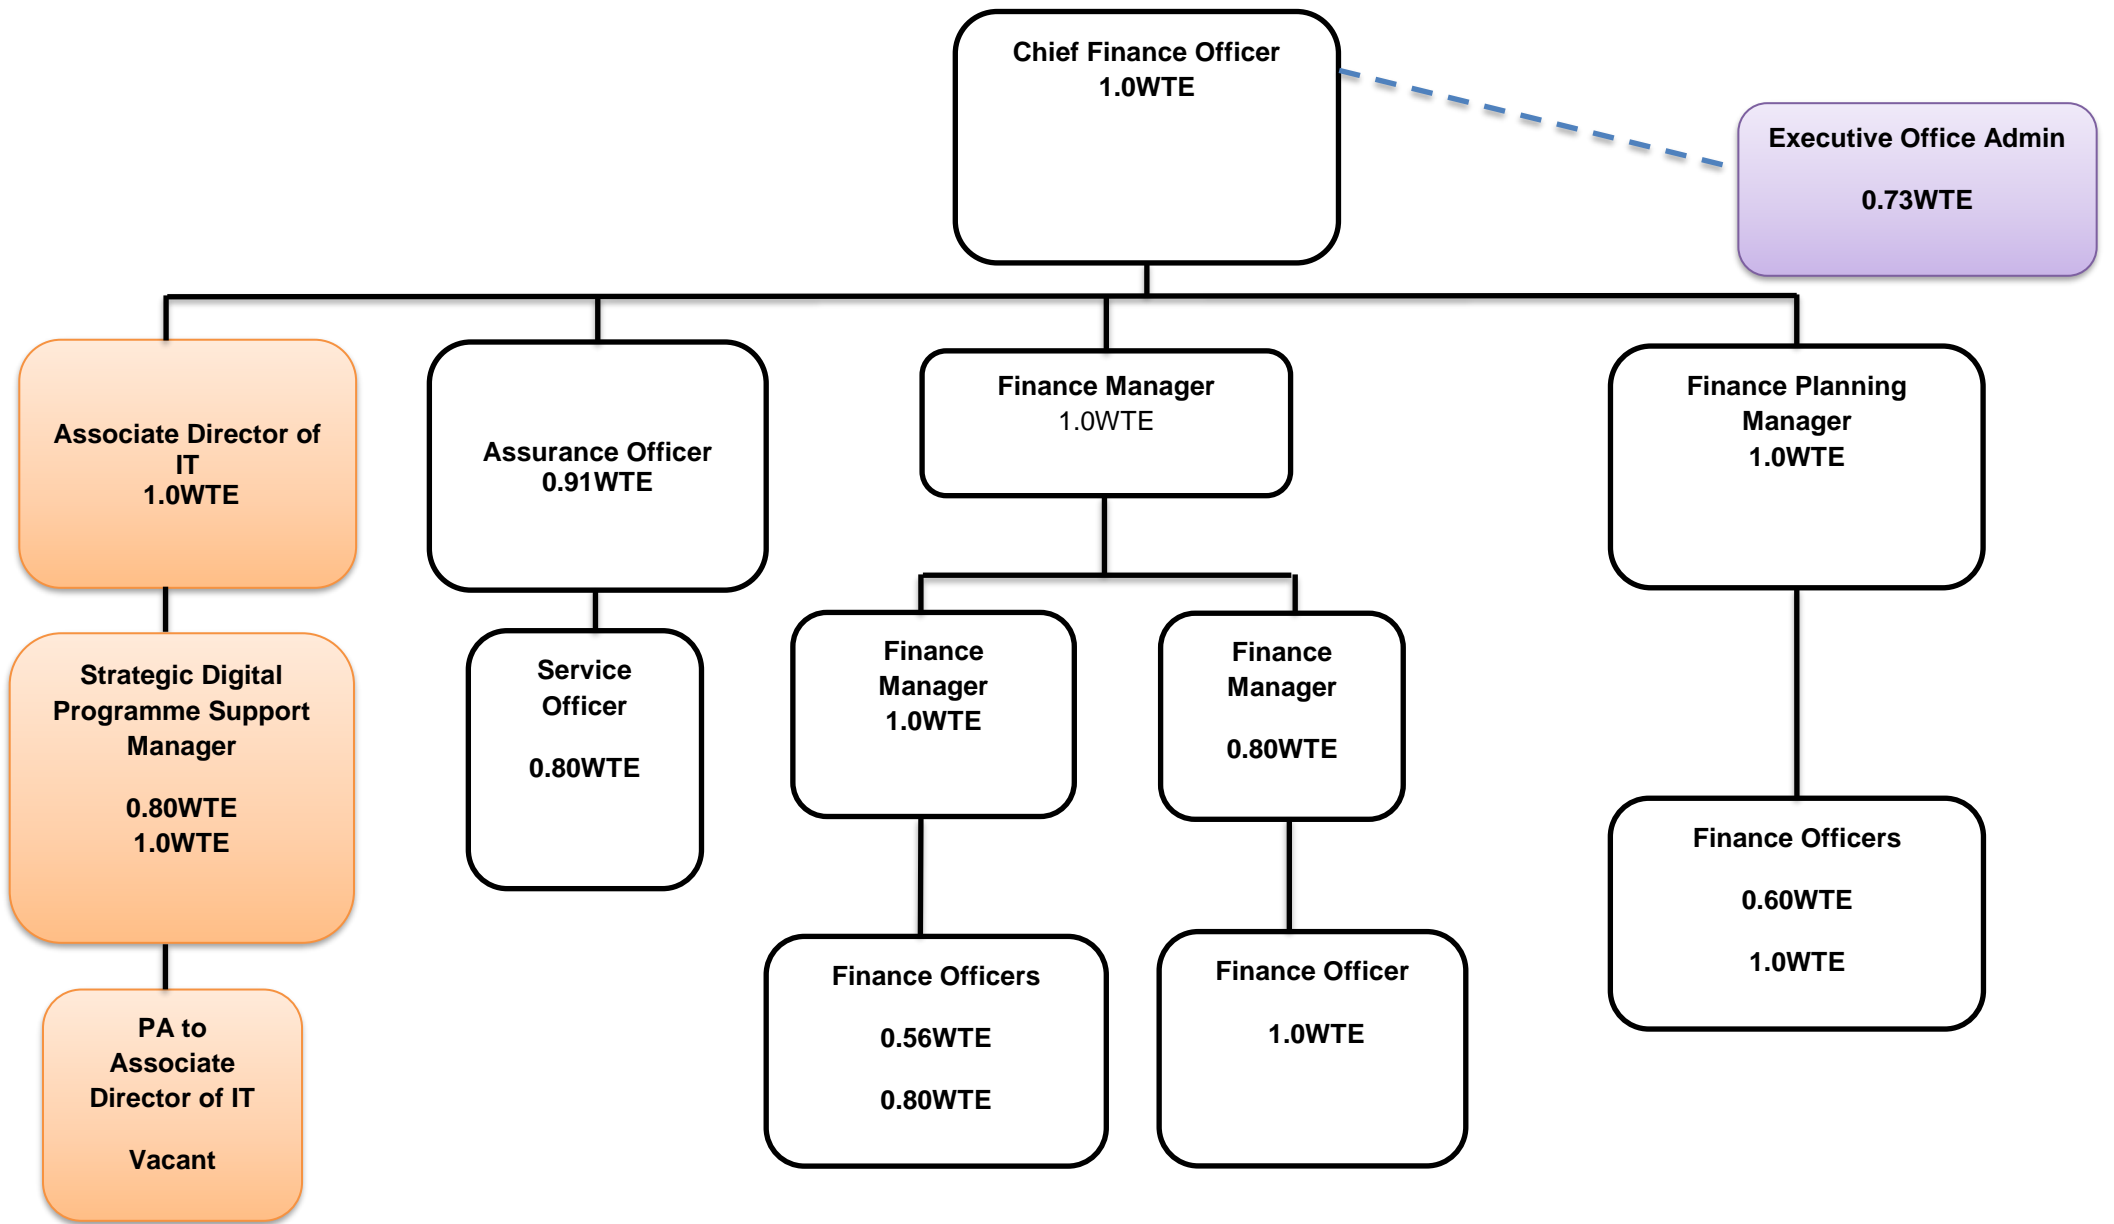 Chief Finance Officer
1.0WTE
Executive Office Admin
0.73WTE
Associate Director of
IT
1.0WTE
Assurance Officer
0.91WTE
Finance Manager
1.0WTE
Finance Planning
Manager
1.0WTE
Strategic Digital
Programme Support
Manager
0.80WTE
1.0WTE
Service
Officer
0.80WTE
Finance
Manager
1.0WTE
Finance
Manager
0.80WTE
Finance Officers
0.60WTE
1.0WTE
PA to
Associate
Director of IT
Vacant
Finance Officers
0.56WTE
0.80WTE
Finance Officer
1.0WTE